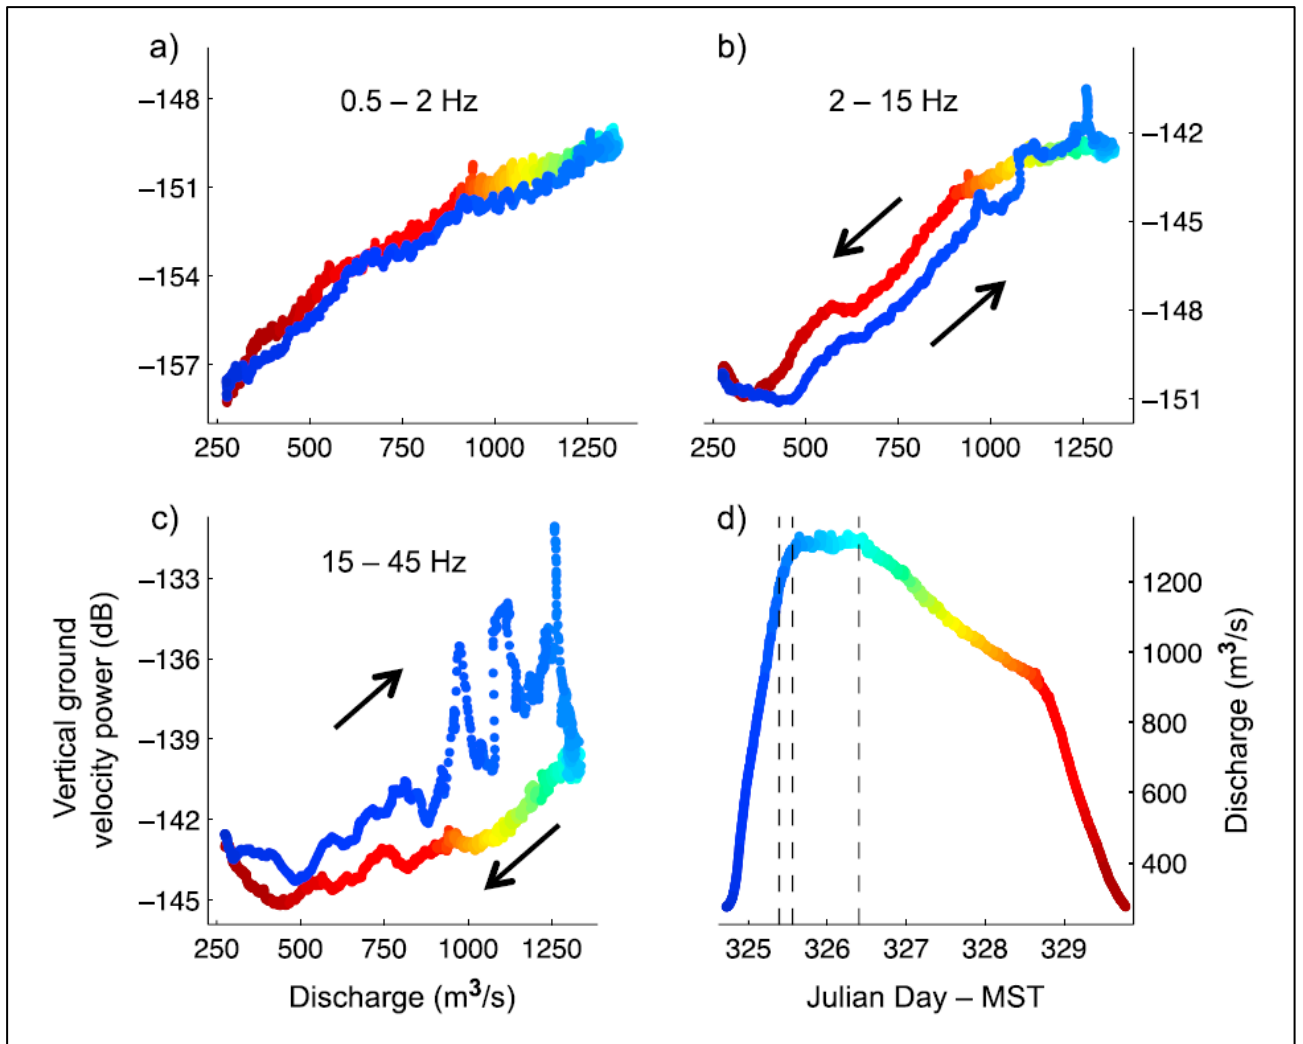 a)
0.5 – 2 Hz
−148
−151
−154
−157
250 500 750 1000 1250
b)
2 – 15 Hz
−142
−145
−148
−151
250 500 750 1000 1250
c)
15 – 45 Hz
−133
−136
−139
−142
−145
250 500 750 1000 1250
Vertical ground
velocity power (dB)
Discharge (m³/s)
d)
1200
1000
800
600
400
325 326 327 328 329
Discharge (m³/s)
Julian Day – MST